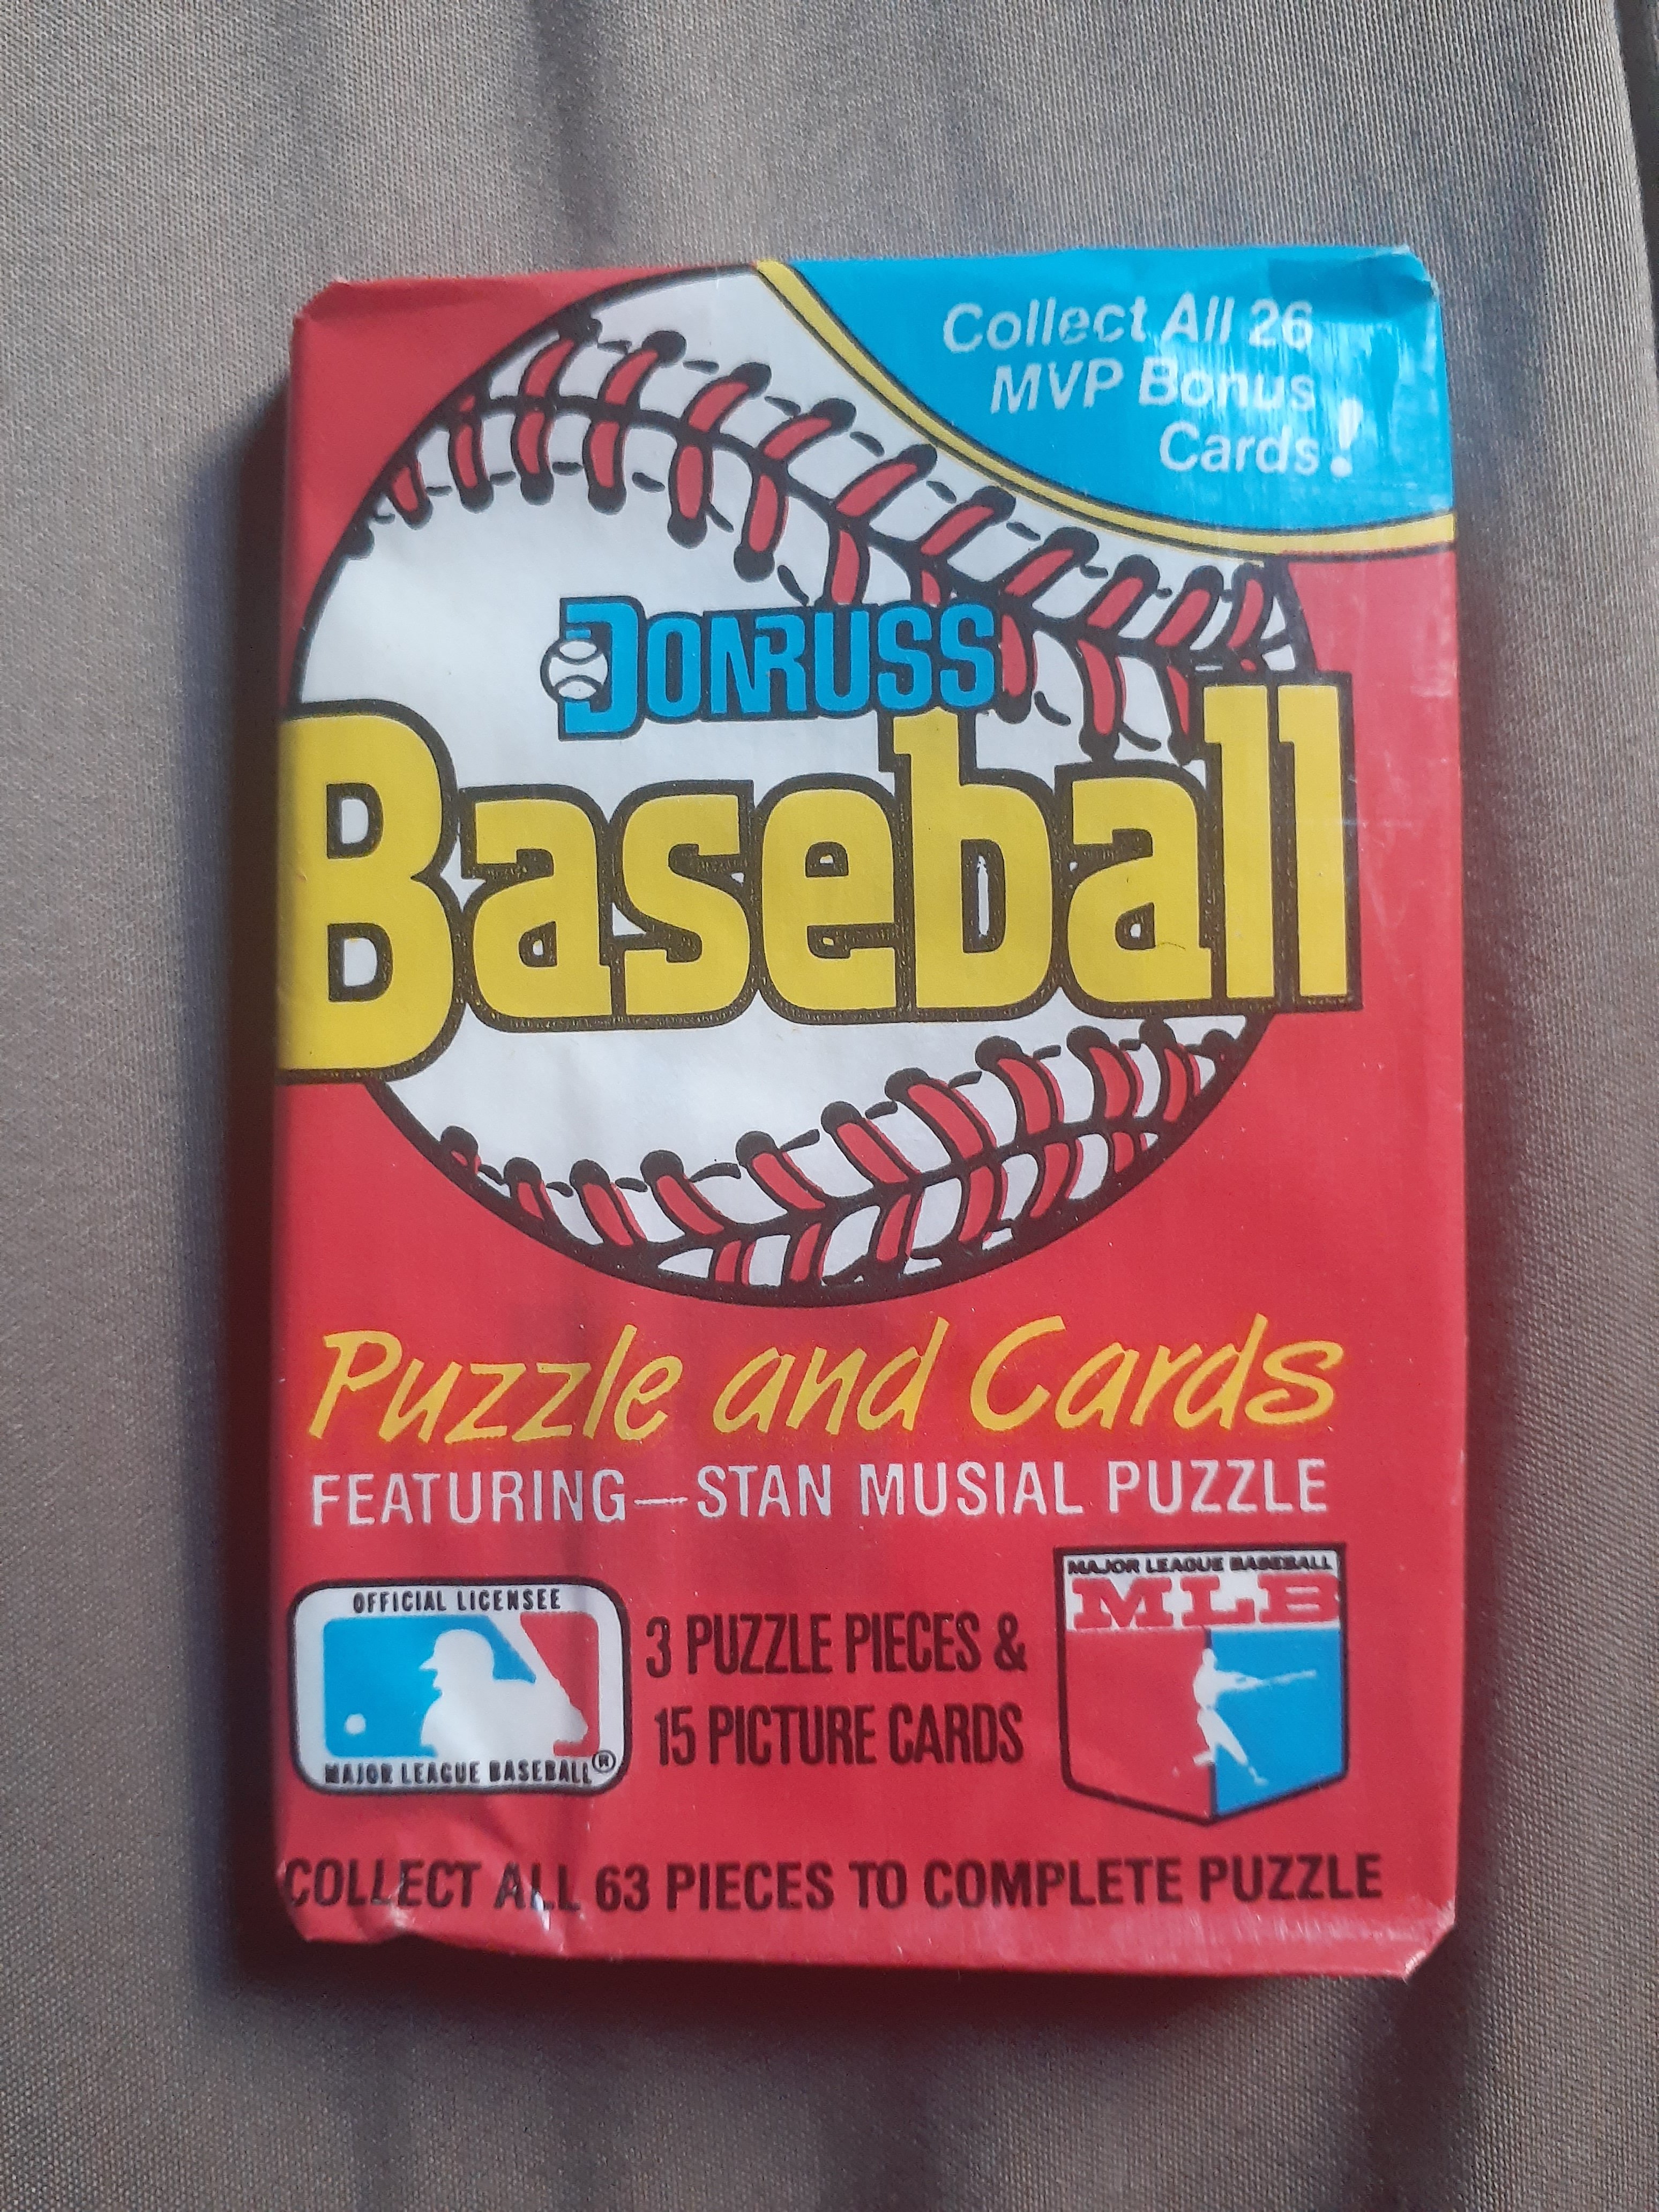 Collect All 26
MVP Bonus
Cards!
DONRUSS
Baseball
Puzzle and Cards
FEATURING—STAN MUSIAL PUZZLE
OFFICIAL LICENSEE
MAJOR LEAGUE BASEBALL®
3 PUZZLE PIECES &
15 PICTURE CARDS
MAJOR LEAGUE BASEBALL
MLB
COLLECT ALL 63 PIECES TO COMPLETE PUZZLE